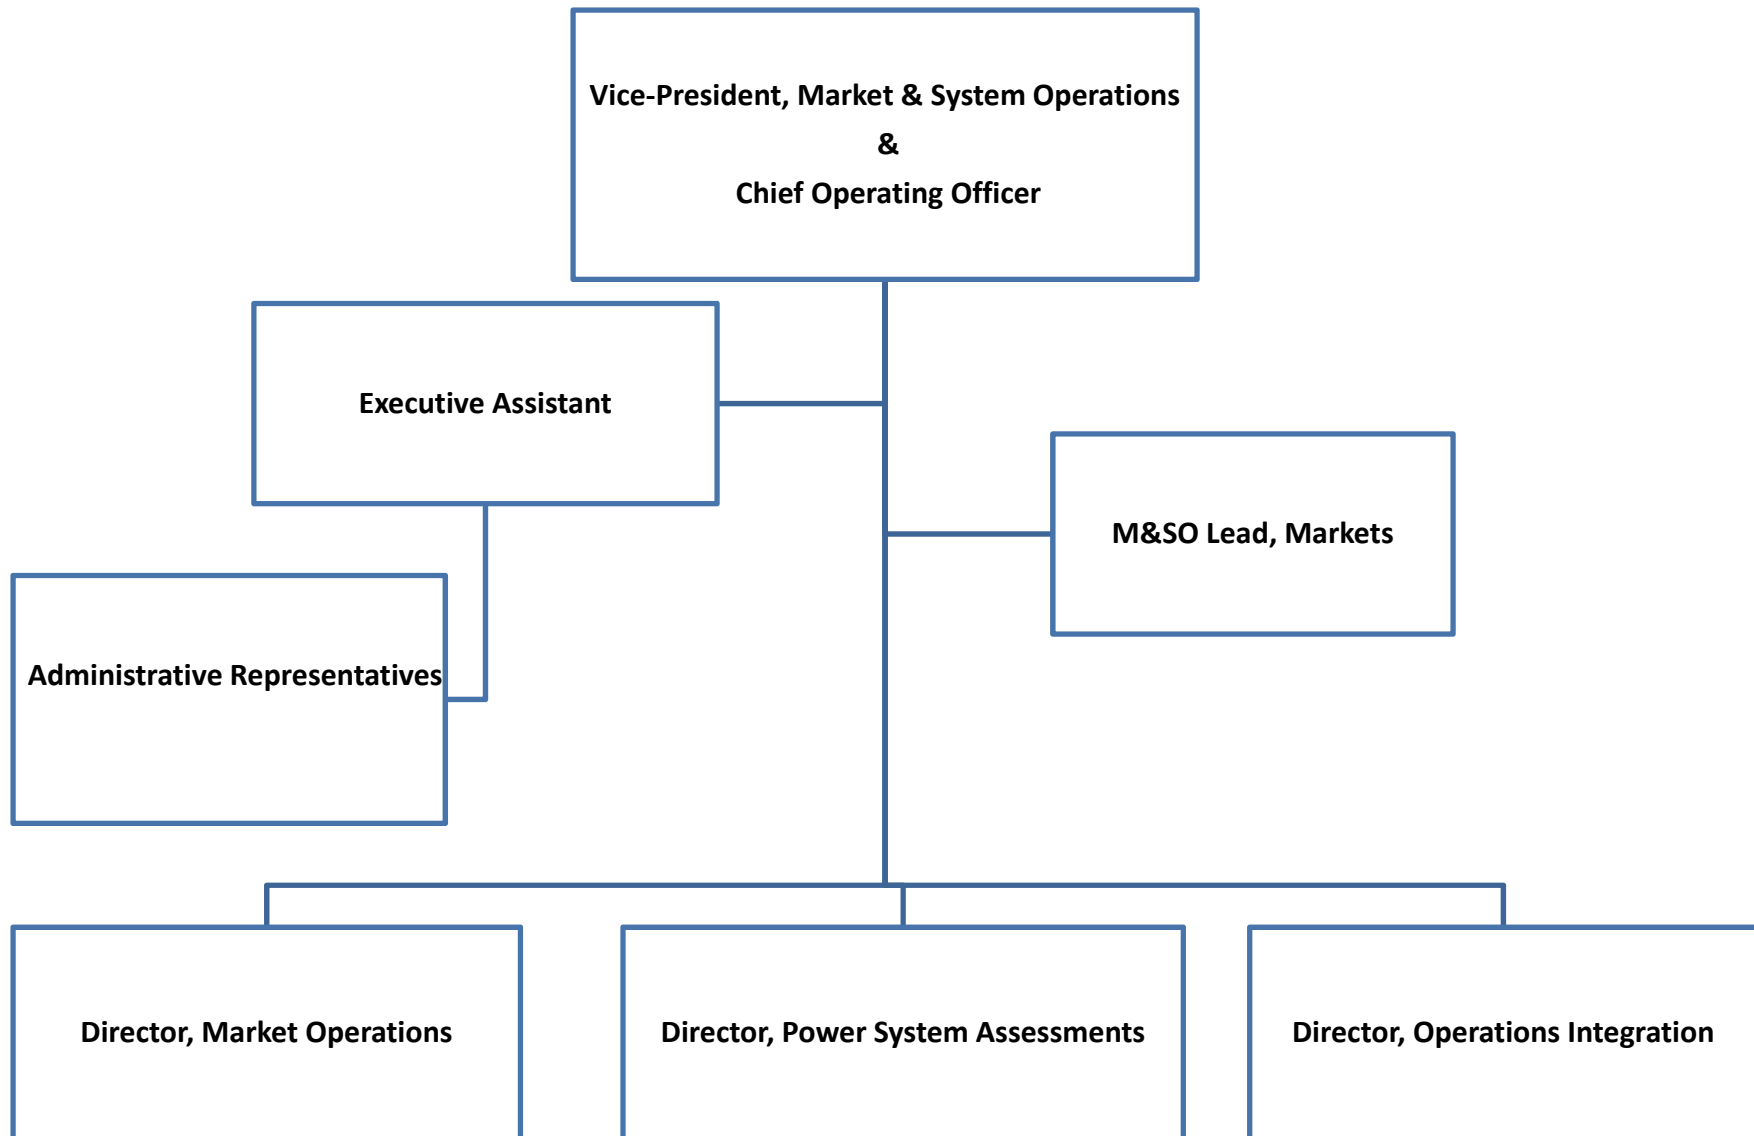 Vice-President, Market & System Operations
&
Chief Operating Officer
Executive Assistant
M&SO Lead, Markets
Administrative Representatives
Director, Market Operations
Director, Power System Assessments
Director, Operations Integration